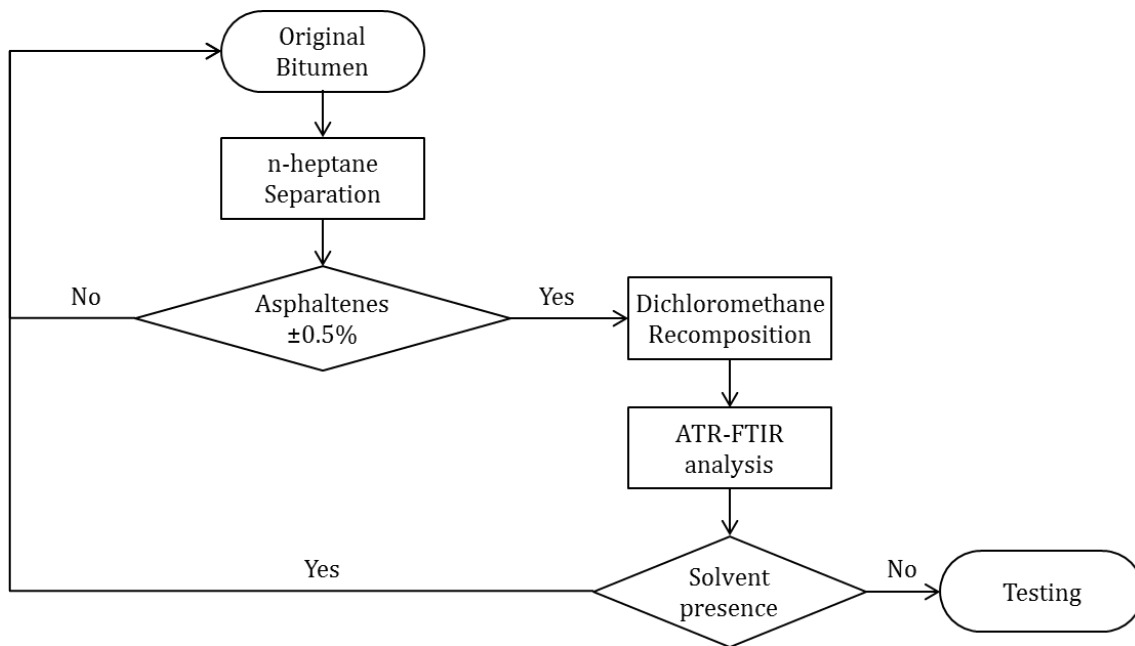 Original
Bitumen
n-heptane
Separation
No
Asphaltenes
±0.5%
Yes
Dichloromethane
Recomposition
ATR-FTIR
analysis
Yes
Solvent
presence
No
Testing